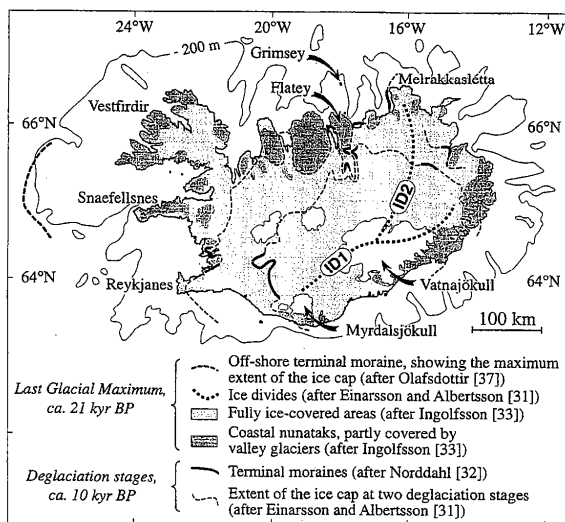 24°W
20°W
16°W
12°W
- 200 m
Grimsey
Melrakkaslétta
Flatey
Vestfirdir
66°N
66°N
ID2
Snaefellsnes
ID1
64°N
64°N
Reykjanes
Vatnajökull
Myrdalsjökull
100 km
Last Glacial Maximum,
ca. 21 kyr BP
Off-shore terminal moraine, showing the maximum
extent of the ice cap (after Olafsdottir [37])
Ice divides (after Einarsson and Albertsson [31])
Fully ice-covered areas (after Ingolfsson [33])
Coastal nunataks, partly covered by
valley glaciers (after Ingolfsson [33])
Deglaciation stages,
ca. 10 kyr BP
Terminal moraines (after Norddahl [32])
Extent of the ice cap at two deglaciation stages
(after Einarsson and Albertsson [31])